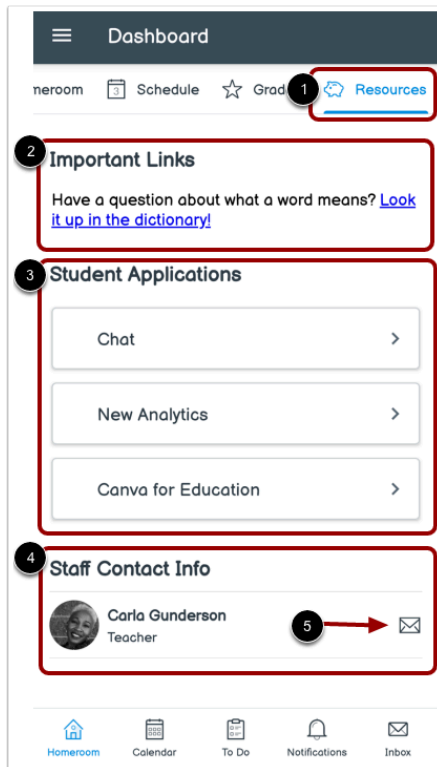 Dashboard
meroom 3 Schedule Grad 1 Resources
2
Important Links
Have a question about what a word means? Look
it up in the dictionary!
3
Student Applications
Chat
New Analytics
Canva for Education
4
Staff Contact Info
Carla Gunderson
Teacher
5
Homeroom Calendar To Do Notifications Inbox